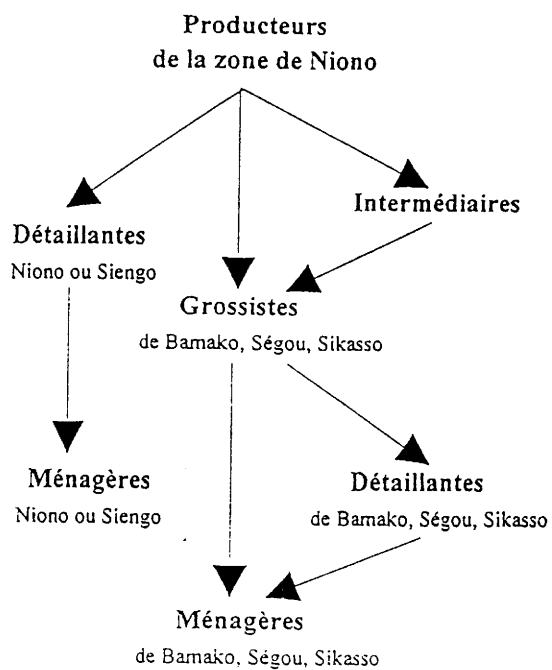 Producteurs
de la zone de Niono
Intermédiaires
Détaillantes
Niono ou Siengo
Grossistes
de Bamako, Ségou, Sikasso
Ménagères
Niono ou Siengo
Détaillantes
de Bamako, Ségou, Sikasso
Ménagères
de Bamako, Ségou, Sikasso